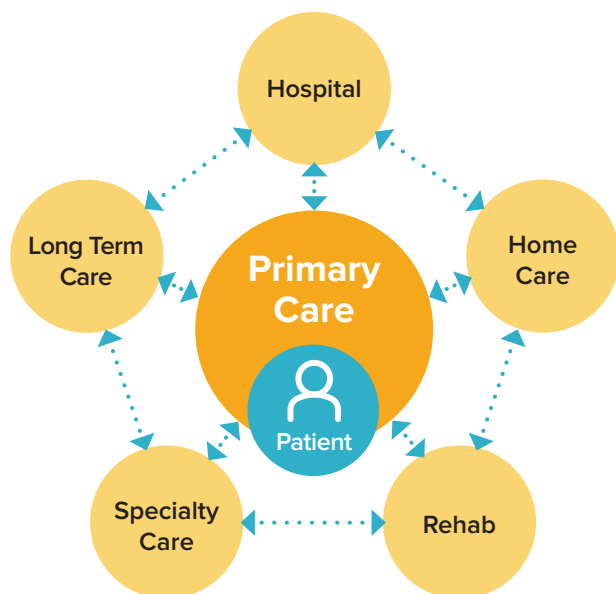 Hospital
Long Term
Care
Primary
Care
Home
Care
Patient
Specialty
Care
Rehab